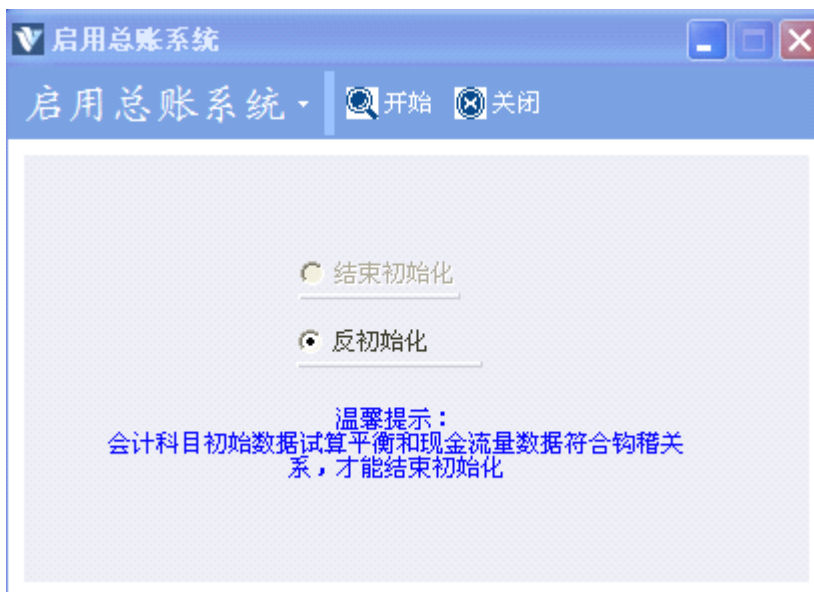 启用总账系统
启用总账系统 开始 关闭
结束初始化
反初始化
温馨提示：
会计科目初始数据试算平衡和现金流量数据符合钩稽关
系，才能结束初始化